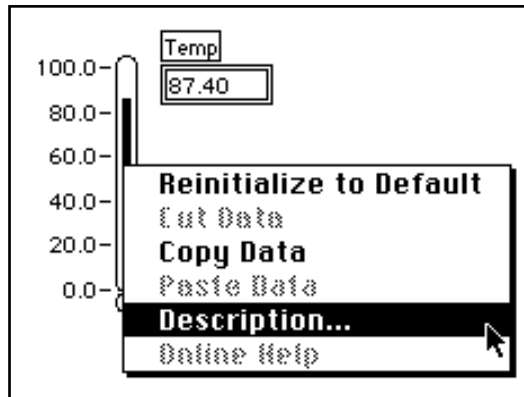 Temp
87.40
100.0
80.0
60.0
40.0
20.0
0.0
Reinitialize to Default
Cut Data
Copy Data
Paste Data
Description...
Online Help